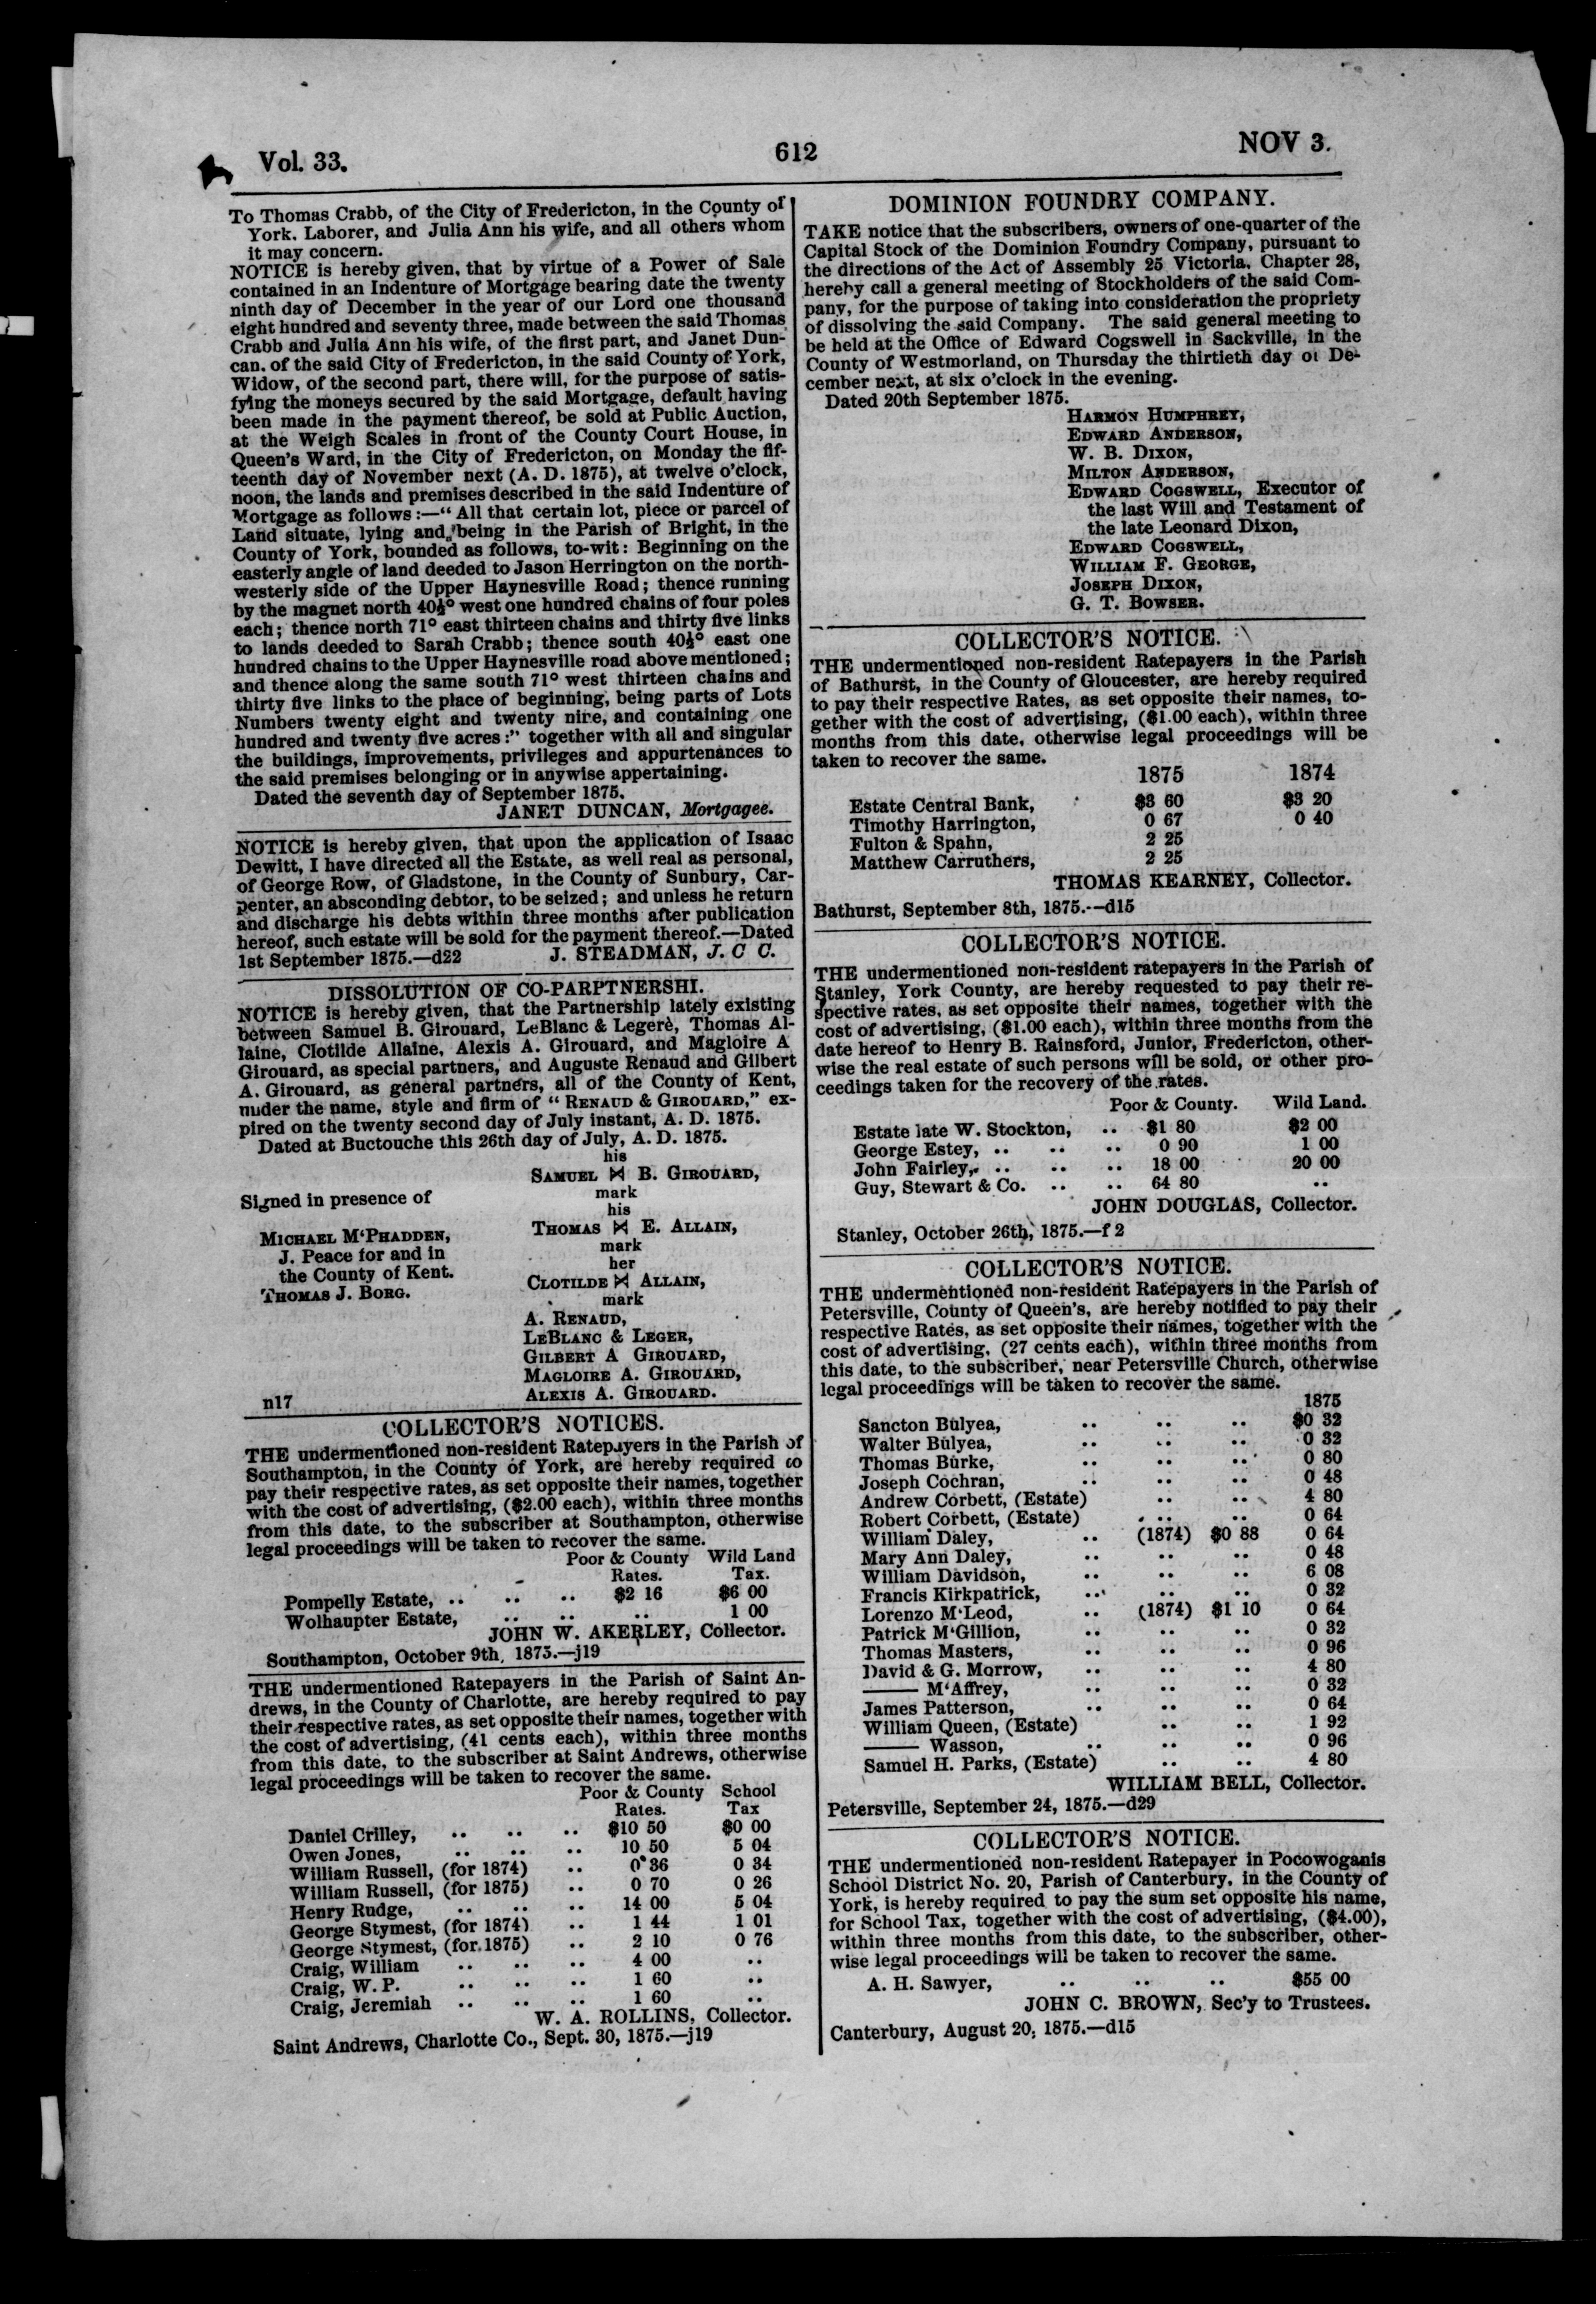 Vol. 33.
612
NOV 3.
To Thomas Crabb, of the City of Fredericton, in the County of
York, Laborer, and Julia Ann his wife, and all others whom
it may concern.
NOTICE is hereby given, that by virtue of a Power of Sale
contained in an Indenture of Mortgage bearing date the twenty
ninth day of December in the year of our Lord one thousand
eight hundred and seventy three, made between the said Thomas
Crabb and Julia Ann his wife, of the first part, and Janet Dun-
can, of the said City of Fredericton, in the said County of York,
Widow, of the second part, there will, for the purpose of satis-
fying the moneys secured by the said Mortgage, default having
been made in the payment thereof, be sold at Public Auction,
at the Weigh Scales in front of the County Court House, in
Queen's Ward, in the City of Fredericton, on Monday the fif-
teenth day of November next (A. D. 1875), at twelve o'clock,
noon, the lands and premises described in the said Indenture of
Mortgage as follows:—"All that certain lot, piece or parcel of
Land situate, lying and being in the Parish of Bright, in the
County of York, bounded as follows, to-wit: Beginning on the
easterly angle of land deeded to Jason Herrington on the north-
westerly side of the Upper Haynesville Road; thence running
by the magnet north 40½° west one hundred chains of four poles
each; thence north 71° east thirteen chains and thirty five links
to lands deeded to Sarah Crabb; thence south 40½° east one
hundred chains to the Upper Haynesville road above mentioned;
and thence along the same south 71° west thirteen chains and
thirty five links to the place of beginning, being parts of Lots
Numbers twenty eight and twenty nine, and containing one
hundred and twenty five acres:" together with all and singular
the buildings, improvements, privileges and appurtenances to
the said premises belonging or in anywise appertaining.
Dated the seventh day of September 1875.
JANET DUNCAN, Mortgagee.
NOTICE is hereby given, that upon the application of Isaac
Dewitt, I have directed all the Estate, as well real as personal,
of George Row, of Gladstone, in the County of Sunbury, Car-
penter, an absconding debtor, to be seized; and unless he return
and discharge his debts within three months after publication
hereof, such estate will be sold for the payment thereof.—Dated
1st September 1875.—d22 J. STEADMAN, J. C C.
DISSOLUTION OF CO-PARPTNERSHI.
NOTICE is hereby given, that the Partnership lately existing
between Samuel B. Girouard, LeBlanc & Legerè, Thomas Al-
laine, Clotilde Allaine, Alexis A. Girouard, and Magloire A
Girouard, as special partners, and Auguste Renaud and Gilbert
A. Girouard, as general partners, all of the County of Kent,
nuder the name, style and firm of "RENAUD & GIROUARD," ex-
pired on the twenty second day of July instant, A. D. 1875.
Dated at Buctouche this 26th day of July, A. D. 1875.
his
SAMUEL ⋈ B. GIROUARD,
mark
Signed in presence of
his
THOMAS ⋈ E. ALLAIN,
mark
MICHAEL M'PHADDEN,
J. Peace for and in
the County of Kent.
THOMAS J. BORG.
her
CLOTILDE ⋈ ALLAIN,
mark
A. RENAUD,
LEBLANC & LEGER,
GILBERT A GIROUARD,
MAGLOIRE A. GIROUARD,
ALEXIS A. GIROUARD.
n17
COLLECTOR'S NOTICES.
THE undermentioned non-resident Ratepayers in the Parish of
Southampton, in the County of York, are hereby required to
pay their respective rates, as set opposite their names, together
with the cost of advertising, ($2.00 each), within three months
from this date, to the subscriber at Southampton, otherwise
legal proceedings will be taken to recover the same.
Poor & County Wild Land
Rates. Tax.
Pompelly Estate, .. .. .. $2 16 $6 00
Wolhaupter Estate, .. .. .. 1 00
JOHN W. AKERLEY, Collector.
Southampton, October 9th, 1875.—j19
THE undermentioned Ratepayers in the Parish of Saint An-
drews, in the County of Charlotte, are hereby required to pay
their respective rates, as set opposite their names, together with
the cost of advertising, (41 cents each), within three months
from this date, to the subscriber at Saint Andrews, otherwise
legal proceedings will be taken to recover the same.
Poor & County School
Rates. Tax
Daniel Crilley, .. .. .. $10 50 $0 00
Owen Jones, .. .. .. 10 50 5 04
William Russell, (for 1874) .. 0 36 0 34
William Russell, (for 1875) .. 0 70 0 26
Henry Rudge, .. .. .. 14 00 5 04
George Stymest, (for 1874) .. 1 44 1 01
George Stymest, (for 1875) .. 2 10 0 76
Craig, William .. .. .. 4 00 ..
Craig, W. P. .. .. .. 1 60 ..
Craig, Jeremiah .. .. .. 1 60 ..
W. A. ROLLINS, Collector.
Saint Andrews, Charlotte Co., Sept. 30, 1875.—j19
DOMINION FOUNDRY COMPANY.
TAKE notice that the subscribers, owners of one-quarter of the
Capital Stock of the Dominion Foundry Company, pursuant to
the directions of the Act of Assembly 25 Victoria, Chapter 28,
hereby call a general meeting of Stockholders of the said Com-
pany, for the purpose of taking into consideration the propriety
of dissolving the said Company. The said general meeting to
be held at the Office of Edward Cogswell in Sackville, in the
County of Westmorland, on Thursday the thirtieth day of De-
cember next, at six o'clock in the evening.
Dated 20th September 1875.
HARMON HUMPHREY,
EDWARD ANDERSON,
W. B. DIXON,
MILTON ANDERSON,
EDWARD COGSWELL, Executor of
the last Will and Testament of
the late Leonard Dixon,
EDWARD COGSWELL,
WILLIAM F. GEORGE,
JOSEPH DIXON,
G. T. BOWSER.
COLLECTOR'S NOTICE.
THE undermentioned non-resident Ratepayers in the Parish
of Bathurst, in the County of Gloucester, are hereby required
to pay their respective Rates, as set opposite their names, to-
gether with the cost of advertising, ($1.00 each), within three
months from this date, otherwise legal proceedings will be
taken to recover the same.
1875 1874
Estate Central Bank, $3 60 $3 20
Timothy Harrington, 0 67 0 40
Fulton & Spahn, 2 25
Matthew Carruthers, 2 25
THOMAS KEARNEY, Collector.
Bathurst, September 8th, 1875.--d15
COLLECTOR'S NOTICE.
THE undermentioned non-resident ratepayers in the Parish of
Stanley, York County, are hereby requested to pay their re-
spective rates, as set opposite their names, together with the
cost of advertising, ($1.00 each), within three months from the
date hereof to Henry B. Rainsford, Junior, Fredericton, other-
wise the real estate of such persons will be sold, or other pro-
ceedings taken for the recovery of the rates.
Poor & County. Wild Land.
Estate late W. Stockton, .. $1 80 $2 00
George Estey, .. .. .. 0 90 1 00
John Fairley, .. .. .. 18 00 20 00
Guy, Stewart & Co. .. .. 64 80 ..
JOHN DOUGLAS, Collector.
Stanley, October 26th, 1875.—f 2
COLLECTOR'S NOTICE.
THE undermentioned non-resident Ratepayers in the Parish of
Petersville, County of Queen's, are hereby notified to pay their
respective Rates, as set opposite their names, together with the
cost of advertising, (27 cents each), within three months from
this date, to the subscriber, near Petersville Church, otherwise
legal proceedings will be taken to recover the same.
1875
Sancton Bulyea, .. .. .. $0 32
Walter Bulyea, .. .. .. 0 32
Thomas Burke, .. .. .. 0 80
Joseph Cochran, .. .. .. 0 48
Andrew Corbett, (Estate) .. .. 4 80
Robert Corbett, (Estate) .. .. 0 64
William Daley, .. (1874) $0 88 0 64
Mary Ann Daley, .. .. .. 0 48
William Davidson, .. .. .. 6 08
Francis Kirkpatrick, .. .. .. 0 32
Lorenzo M'Leod, .. (1874) $1 10 0 64
Patrick M'Gillion, .. .. .. 0 32
Thomas Masters, .. .. .. 0 96
David & G. Morrow, .. .. .. 4 80
—— M'Affrey, .. .. .. 0 32
James Patterson, .. .. .. 0 64
William Queen, (Estate) .. .. 1 92
—— Wasson, .. .. .. 0 96
Samuel H. Parks, (Estate) .. .. 4 80
WILLIAM BELL, Collector.
Petersville, September 24, 1875.—d29
COLLECTOR'S NOTICE.
THE undermentioned non-resident Ratepayer in Pocowoganis
School District No. 20, Parish of Canterbury, in the County of
York, is hereby required to pay the sum set opposite his name,
for School Tax, together with the cost of advertising, ($4.00),
within three months from this date, to the subscriber, other-
wise legal proceedings will be taken to recover the same.
A. H. Sawyer, .. .. .. $55 00
JOHN C. BROWN, Sec'y to Trustees.
Canterbury, August 20, 1875.—d15